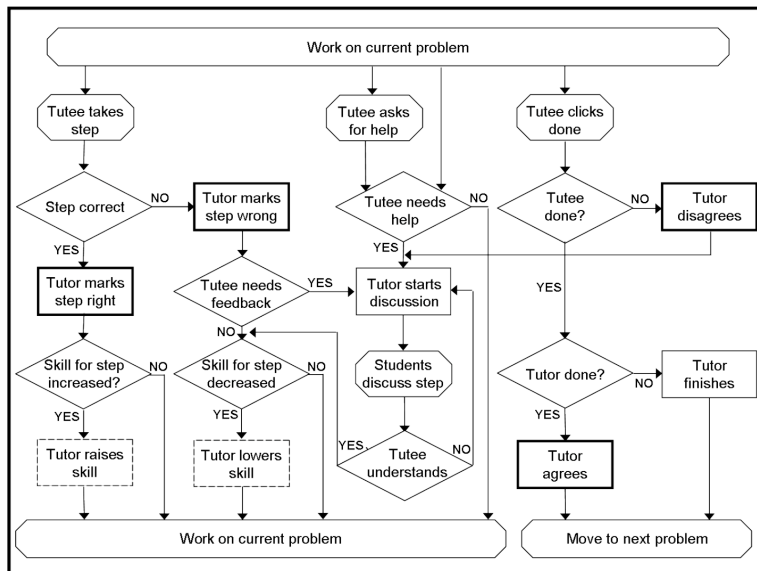 Work on current problem
Tutee takes
step
Tutee asks
for help
Tutee clicks
done
Step correct
NO
Tutor marks
step wrong
Tutee needs
help
NO
Tutee
done?
NO
Tutor
disagrees
YES
YES
Tutor marks
step right
Tutee needs
feedback
YES
Tutor starts
discussion
YES
NO
NO
Skill for step
increased?
NO
Skill for step
decreased
NO
Students
discuss step
Tutor done?
NO
Tutor
finishes
YES
YES
YES
Tutor raises
skill
Tutor lowers
skill
YES
Tutee
understands
NO
Tutor
agrees
Work on current problem
Move to next problem